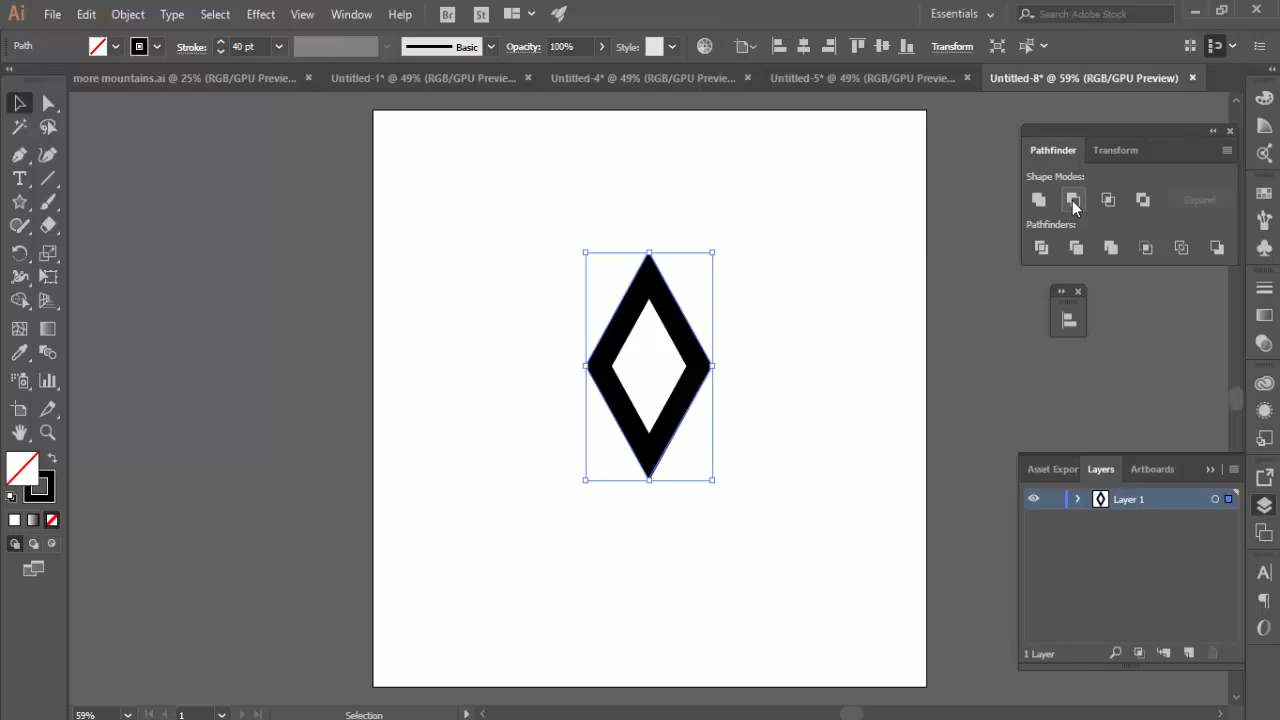 Ai File Edit Object Type Select Effect View Window Help Br St Essentials Search Adobe Stock
Path Stroke: 40 pt Basic Opacity: 100% Style: Transform
more mountains.ai @ 25% (RGB/GPU Previe... Untitled-1* @ 49% (RGB/GPU Previe... Untitled-4* @ 49% (RGB/GPU Previe... Untitled-5* @ 49% (RGB/GPU Previe... Untitled-8* @ 59% (RGB/GPU Preview)
Pathfinder Transform
Shape Modes:
Expand
Pathfinders:
Asset Expor Layers Artboards
Layer 1
1 Layer
59% 1 Selection